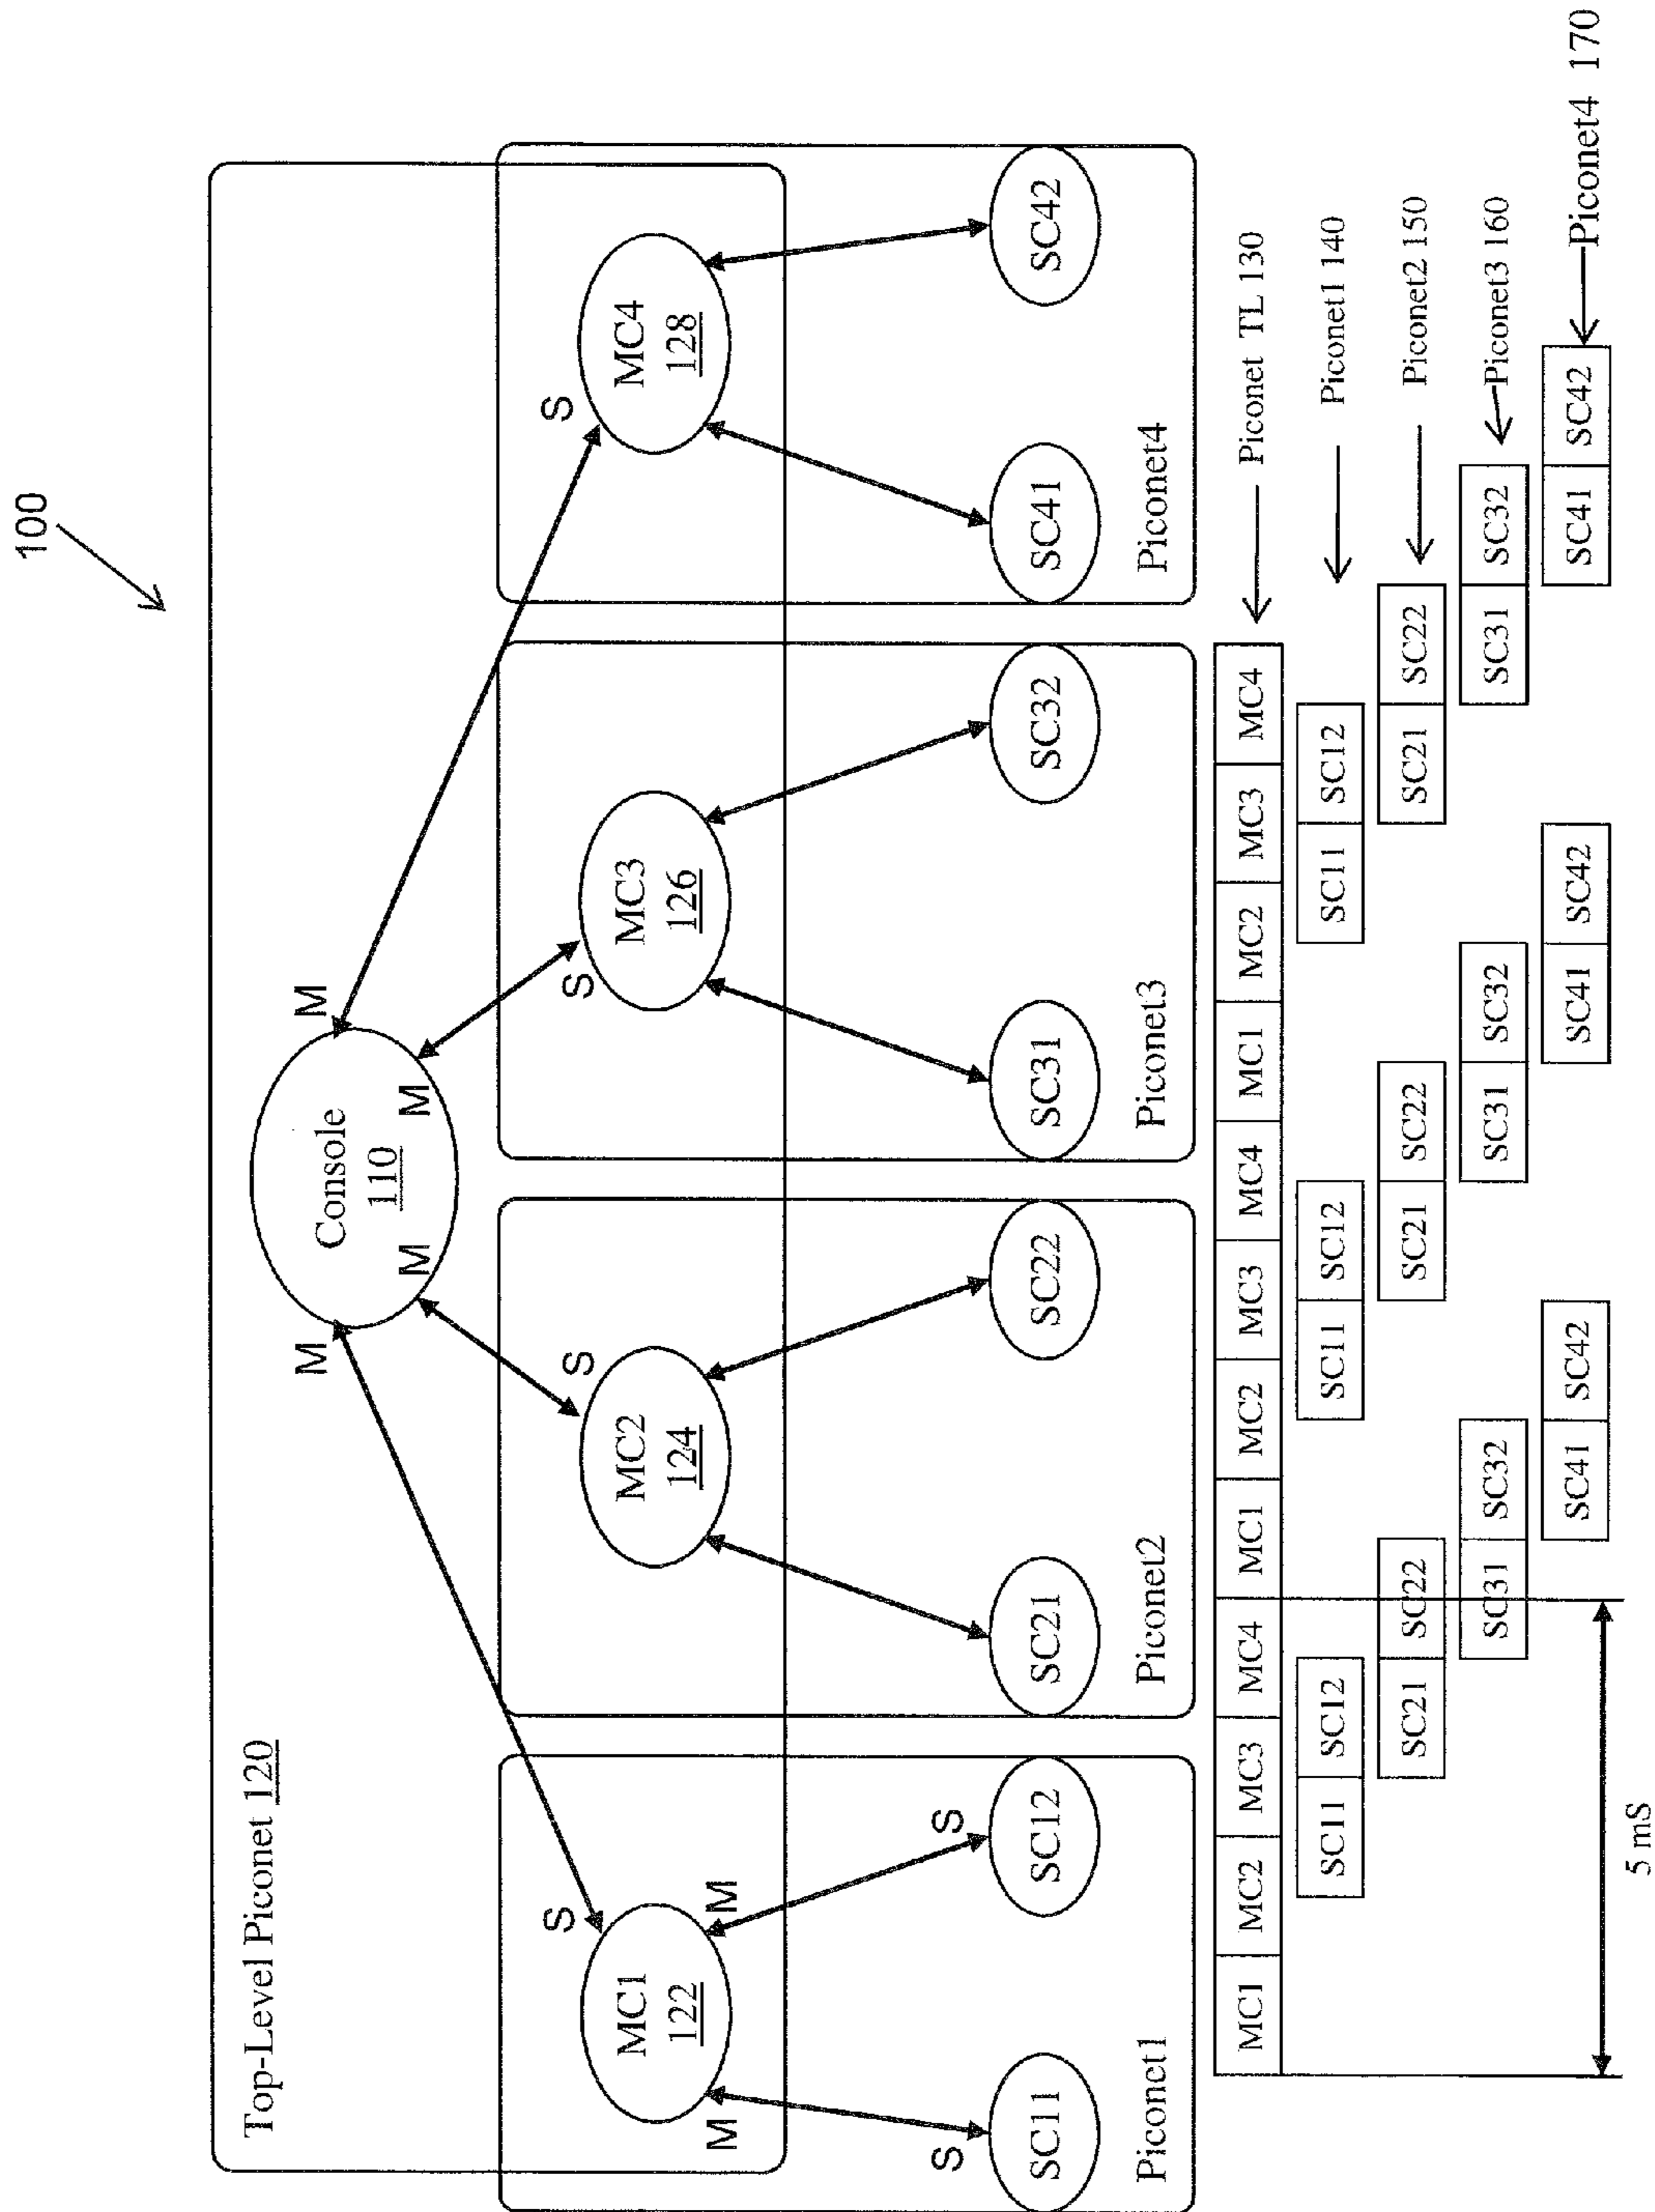 100
Top-Level Piconet 120
Console
110
M
M
M
M
S
S
S
S
MC1
122
MC2
124
MC3
126
MC4
128
M
M
S
S
SC11
SC12
SC21
SC22
SC31
SC32
SC41
SC42
Piconet1
Piconet2
Piconet3
Piconet4
MC1 MC2 MC3 MC4 MC1 MC2 MC3 MC4 MC1 MC2 MC3 MC4 Piconet TL 130
SC11 SC12 SC11 SC12 SC11 SC12 Piconet1 140
SC21 SC22 SC21 SC22 SC21 SC22 Piconet2 150
SC31 SC32 SC31 SC32 SC31 SC32 Piconet3 160
SC41 SC42 SC41 SC42 SC41 SC42 Piconet4 170
5 mS